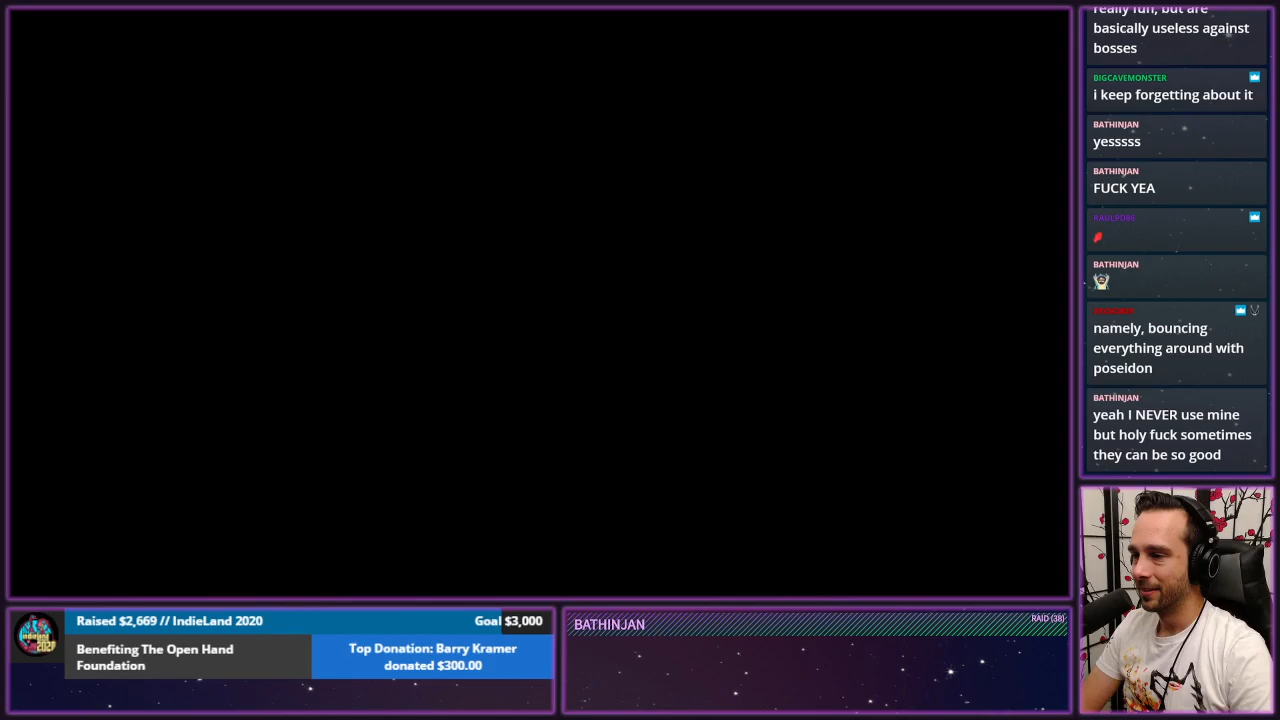 really fun, but are
basically useless against
bosses
BIGCAVEMONSTER
i keep forgetting about it
BATHINJAN
yesssss
BATHINJAN
FUCK YEA
RAULPD86
BATHINJAN
namely, bouncing
everything around with
poseidon
BATHINJAN
yeah I NEVER use mine
but holy fuck sometimes
they can be so good
Raised $2,669 // IndieLand 2020
Goal $3,000
Benefiting The Open Hand
Foundation
Top Donation: Barry Kramer
donated $300.00
indieland
2020
BATHINJAN
RAID (38)